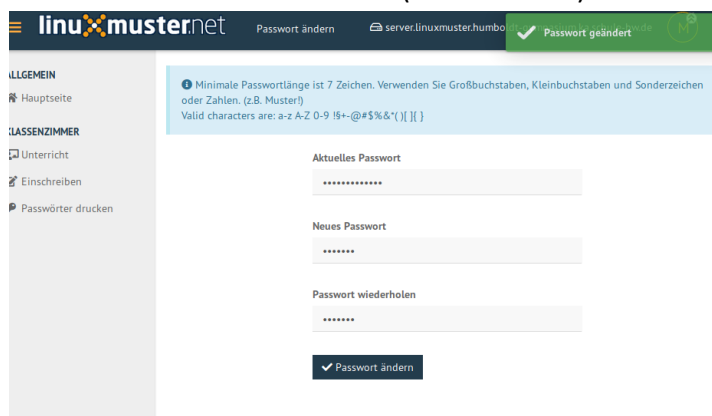 linuxmuster.net
Passwort ändern
server.linuxmuster.humbo
Passwort geändert
M
ALLGEMEIN
Hauptseite
KLASSENZIMMER
Unterricht
Einschreiben
Passwörter drucken
Minimale Passwortlänge ist 7 Zeichen. Verwenden Sie Großbuchstaben, Kleinbuchstaben und Sonderzeichen
oder Zahlen. (z.B. Muster!)
Valid characters are: a-z A-Z 0-9 !§+-@#$%&*( )[ ]{ }
Aktuelles Passwort
•••••••••••••
Neues Passwort
•••••••
Passwort wiederholen
•••••••
Passwort ändern